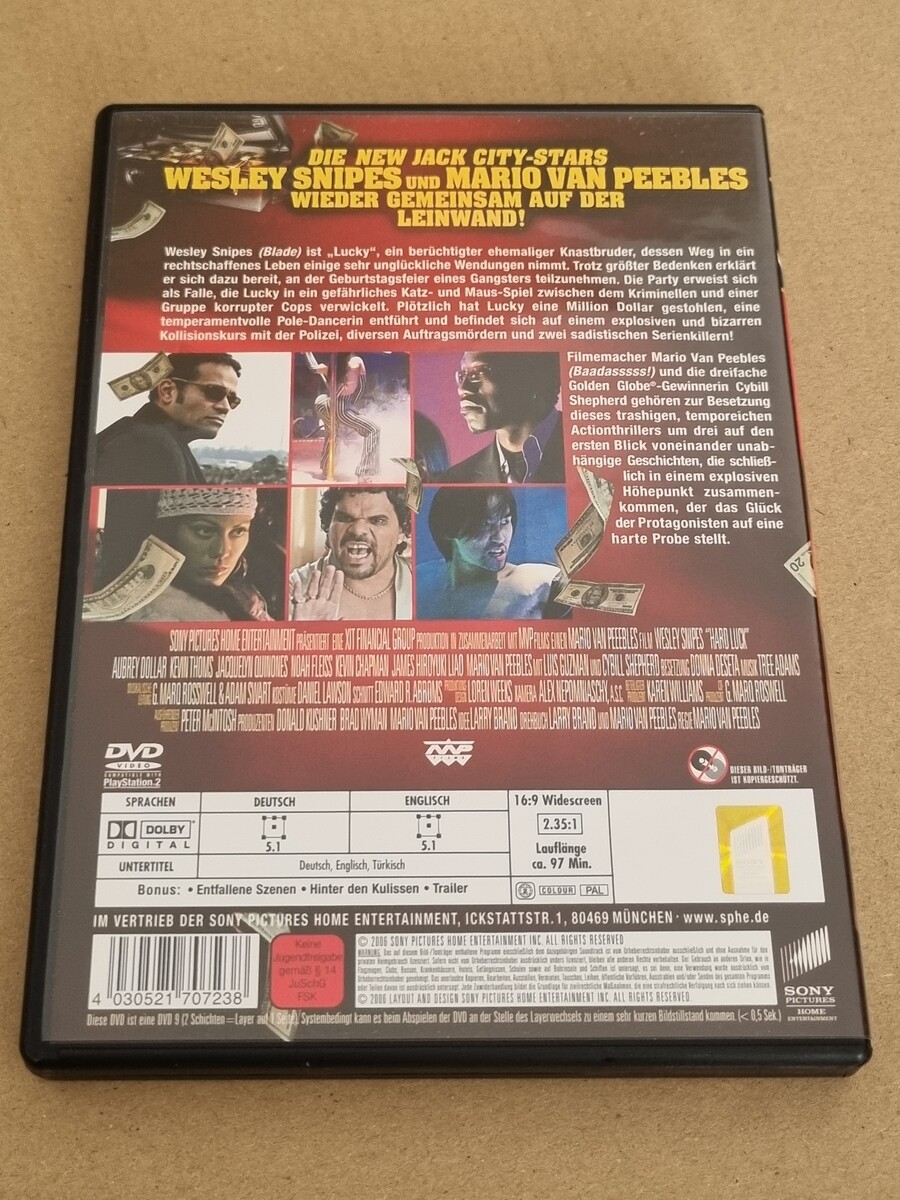 DIE NEW JACK CITY-STARS
WESLEY SNIPES UND MARIO VAN PEEBLES
WIEDER GEMEINSAM AUF DER
LEINWAND!
Wesley Snipes (Blade) ist „Lucky“, ein berüchtigter ehemaliger Knastbruder, dessen Weg in ein
rechtschaffenes Leben einige sehr unglückliche Wendungen nimmt. Trotz größter Bedenken erklärt
er sich dazu bereit, an der Geburtstagsfeier eines Gangsters teilzunehmen. Die Party erweist sich
als Falle, die Lucky in ein gefährliches Katz- und Maus-Spiel zwischen dem Kriminellen und einer
Gruppe korrupter Cops verwickelt. Plötzlich hat Lucky eine Million Dollar gestohlen, eine
temperamentvolle Pole-Dancerin entführt und befindet sich auf einem explosiven und bizarren
Kollisionskurs mit der Polizei, diversen Auftragsmördern und zwei sadistischen Serienkillern!
Filmemacher Mario Van Peebles
(Baadasssss!) und die dreifache
Golden Globe®-Gewinnerin Cybill
Shepherd gehören zur Besetzung
dieses trashigen, temporeichen
Actionthrillers um drei auf den
ersten Blick voneinander unab-
hängige Geschichten, die schließ-
lich in einem explosiven
Höhepunkt zusammen-
kommen, der das Glück
der Protagonisten auf eine
harte Probe stellt.
SONY PICTURES HOME ENTERTAINMENT PRÄSENTIERT EINE XIT FINANCIAL GROUP PRODUKTION IN ZUSAMMENARBEIT MIT MVP FILMS EINEN MARIO VAN PEEBLES FILM WESLEY SNIPES "HARD LUCK"
AUBREY DOLLAR KEVIN THOMS JACQUELYN QUINONES NOAH FLEISS KEVIN CHAPMAN JAMES HIROYUKI LIAO MARIO VAN PEEBLES MIT LUIS GUZMAN UND CYBILL SHEPHERD BESETZUNG DONNA DESETA MUSIK TREE ADAMS
MUSIKALISCHE LEITUNG G. MARQ ROSWELL & ADAM SWART KOSTÜME DANIEL LAWSON SCHNITT EDWARD R. ABROMS LOREN WEEKS KAMERA ALEX NEPOMNIASCHY, A.S.C. KAREN WILLIAMS G. MARQ ROSWELL
AUSFÜHRENDER PRODUZENT PETER McINTOSH PRODUZENTEN DONALD KUSHNER BRAD WYMAN MARIO VAN PEEBLES IDEE LARRY BRAND DREHBUCH LARRY BRAND UND MARIO VAN PEEBLES REGIE MARIO VAN PEEBLES
DVD
VIDEO
COMPATIBLE WITH
PlayStation.2
DIESER BILD-/TONTRÄGER
IST KOPIERGESCHÜTZT.
SPRACHEN DEUTSCH ENGLISCH
DOLBY
DIGITAL
5.1 5.1
UNTERTITEL Deutsch, Englisch, Türkisch
Bonus: • Entfallene Szenen • Hinter den Kulissen • Trailer
16:9 Widescreen
2.35:1
Lauflänge
ca. 97 Min.
COLOUR PAL
IM VERTRIEB DER SONY PICTURES HOME ENTERTAINMENT, ICKSTATTSTR.1, 80469 MÜNCHEN · www.sphe.de
4 030521 707238
Keine
Jugendfreigabe
gemäß § 14
JuSchG
FSK
© 2006 SONY PICTURES HOME ENTERTAINMENT INC. ALL RIGHTS RESERVED
© 2006 LAYOUT AND DESIGN SONY PICTURES HOME ENTERTAINMENT INC. ALL RIGHTS RESERVED.
SONY
PICTURES
HOME
ENTERTAINMENT
Diese DVD ist eine DVD 9 (2 Schichten = Layer auf 1 Seite). Systembedingt kann es beim Abspielen der DVD an der Stelle des Layerwechsels zu einem sehr kurzen Bildstillstand kommen. (< 0,5 Sek.)